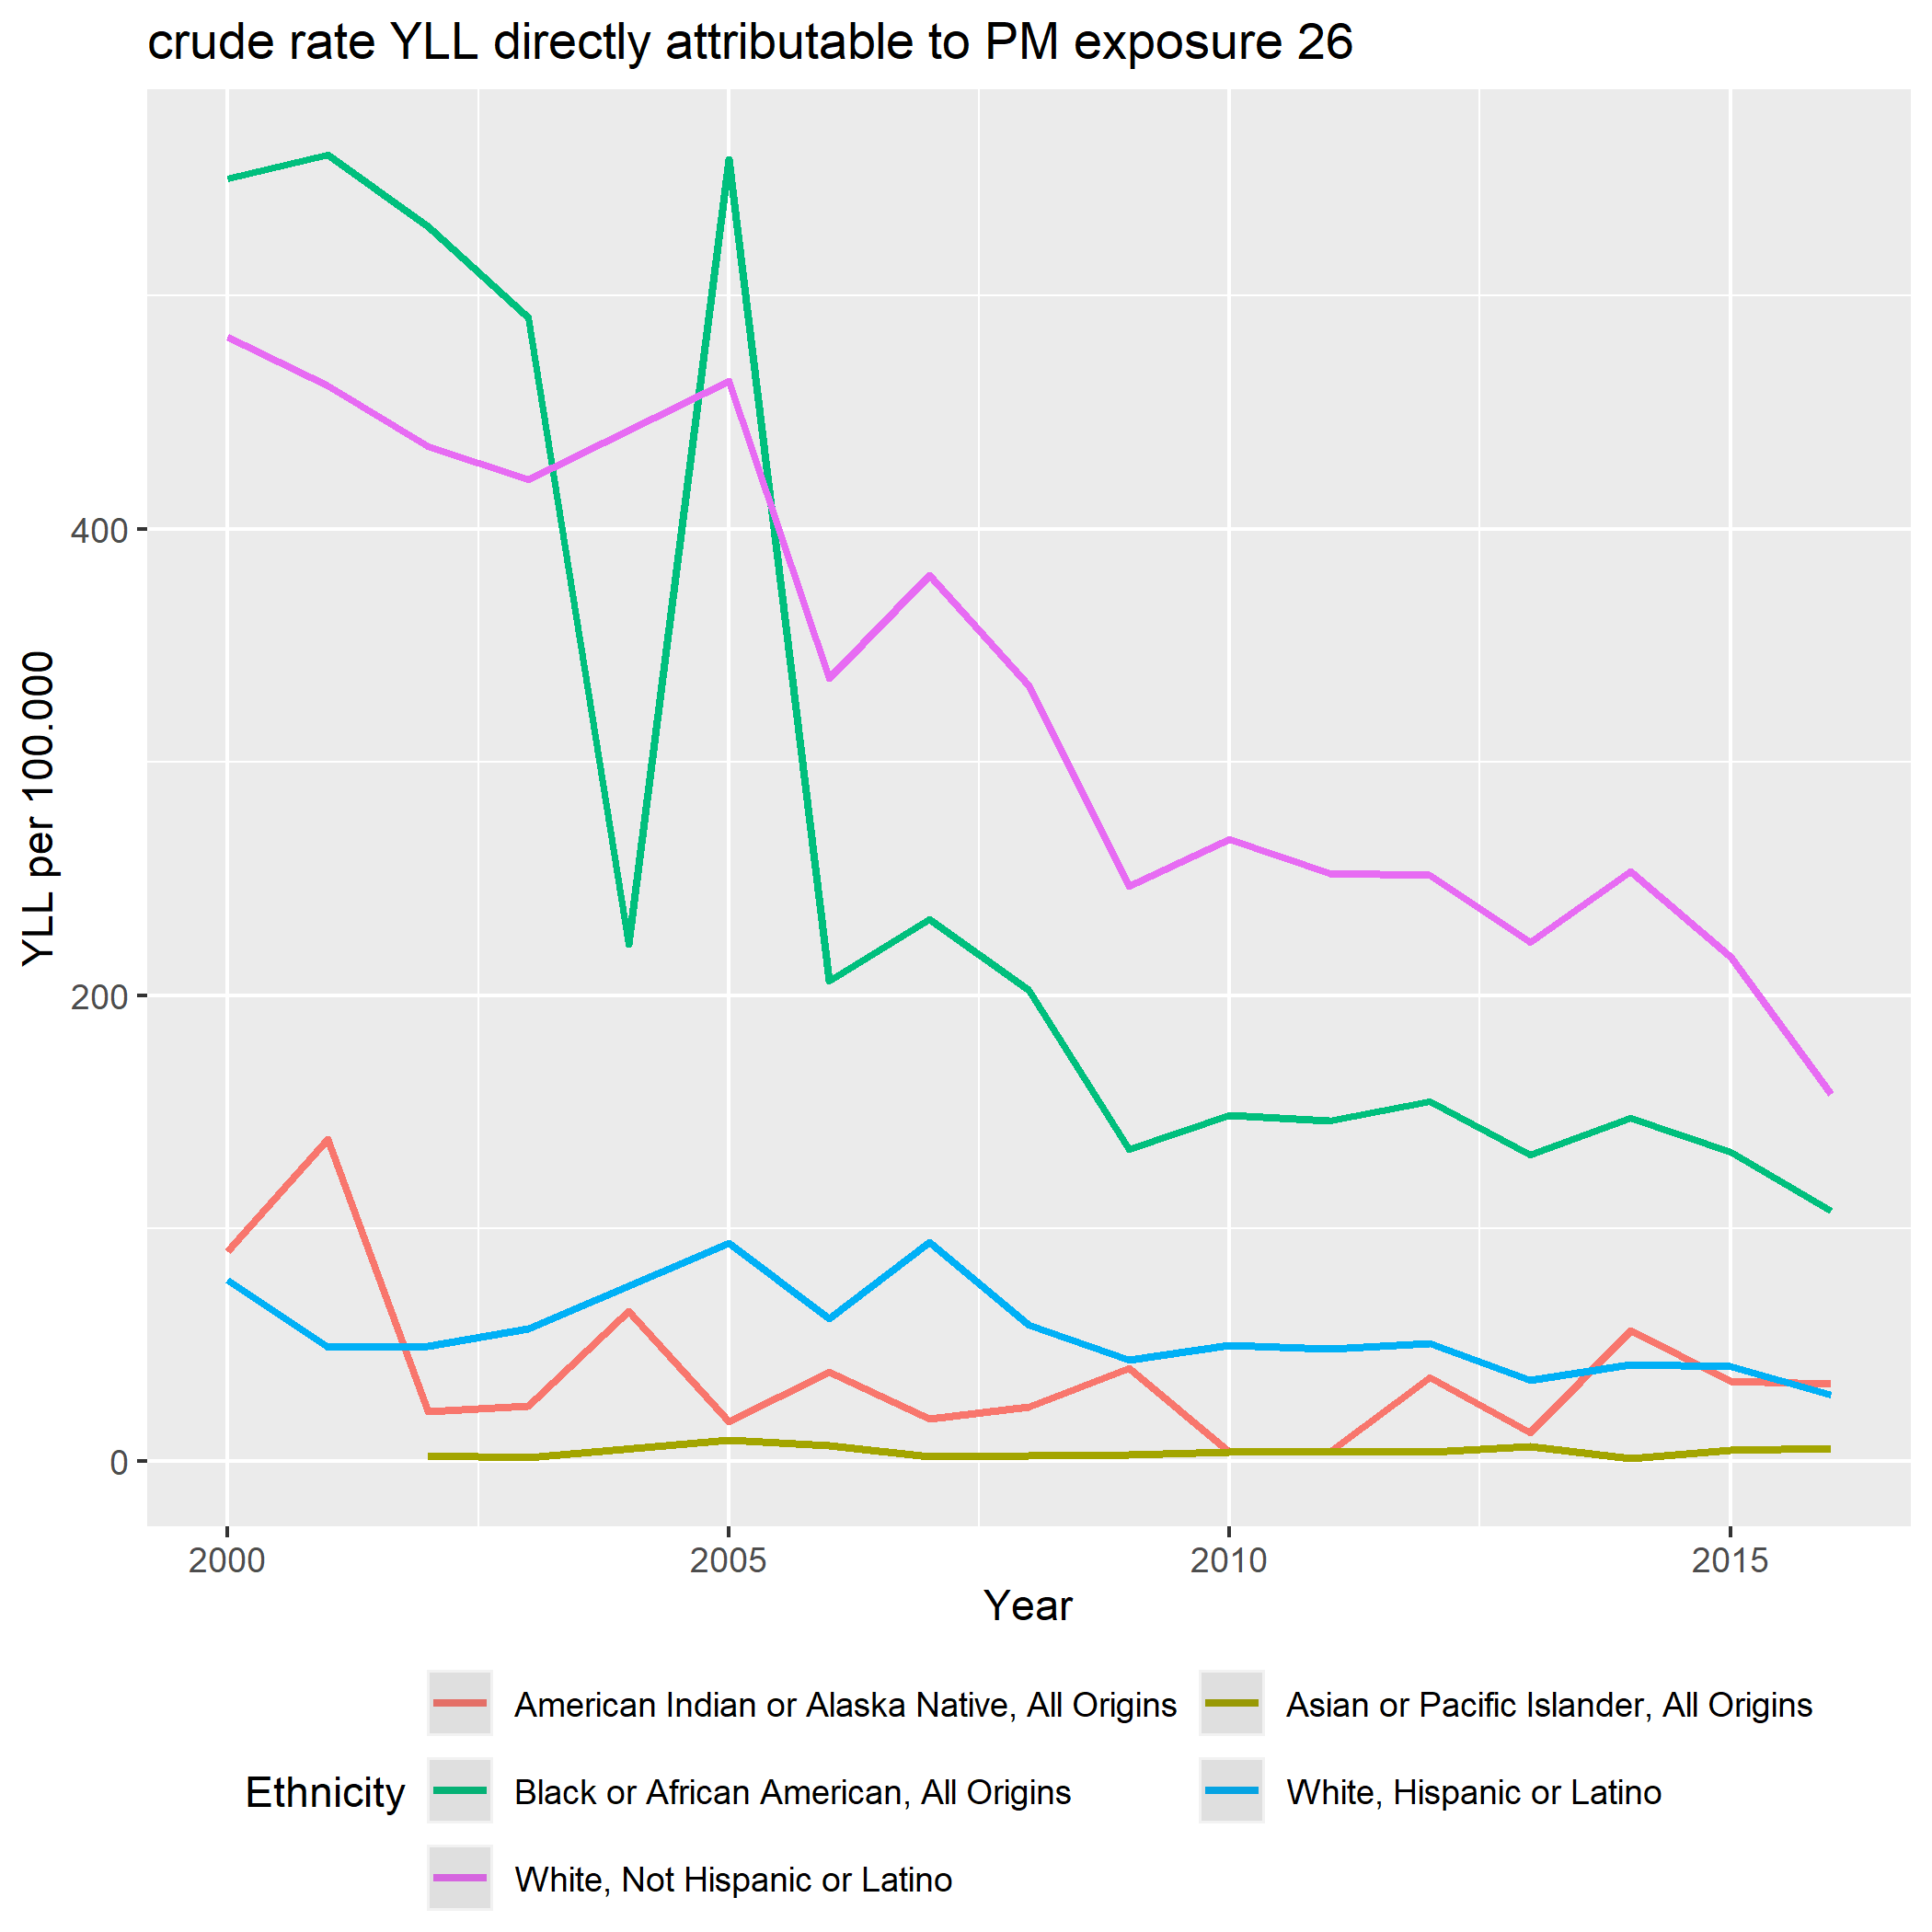 crude rate YLL directly attributable to PM exposure 26
YLL per 100.000
400
200
0
2000 2005 2010 2015
Year
Ethnicity
American Indian or Alaska Native, All Origins
Asian or Pacific Islander, All Origins
Black or African American, All Origins
White, Hispanic or Latino
White, Not Hispanic or Latino